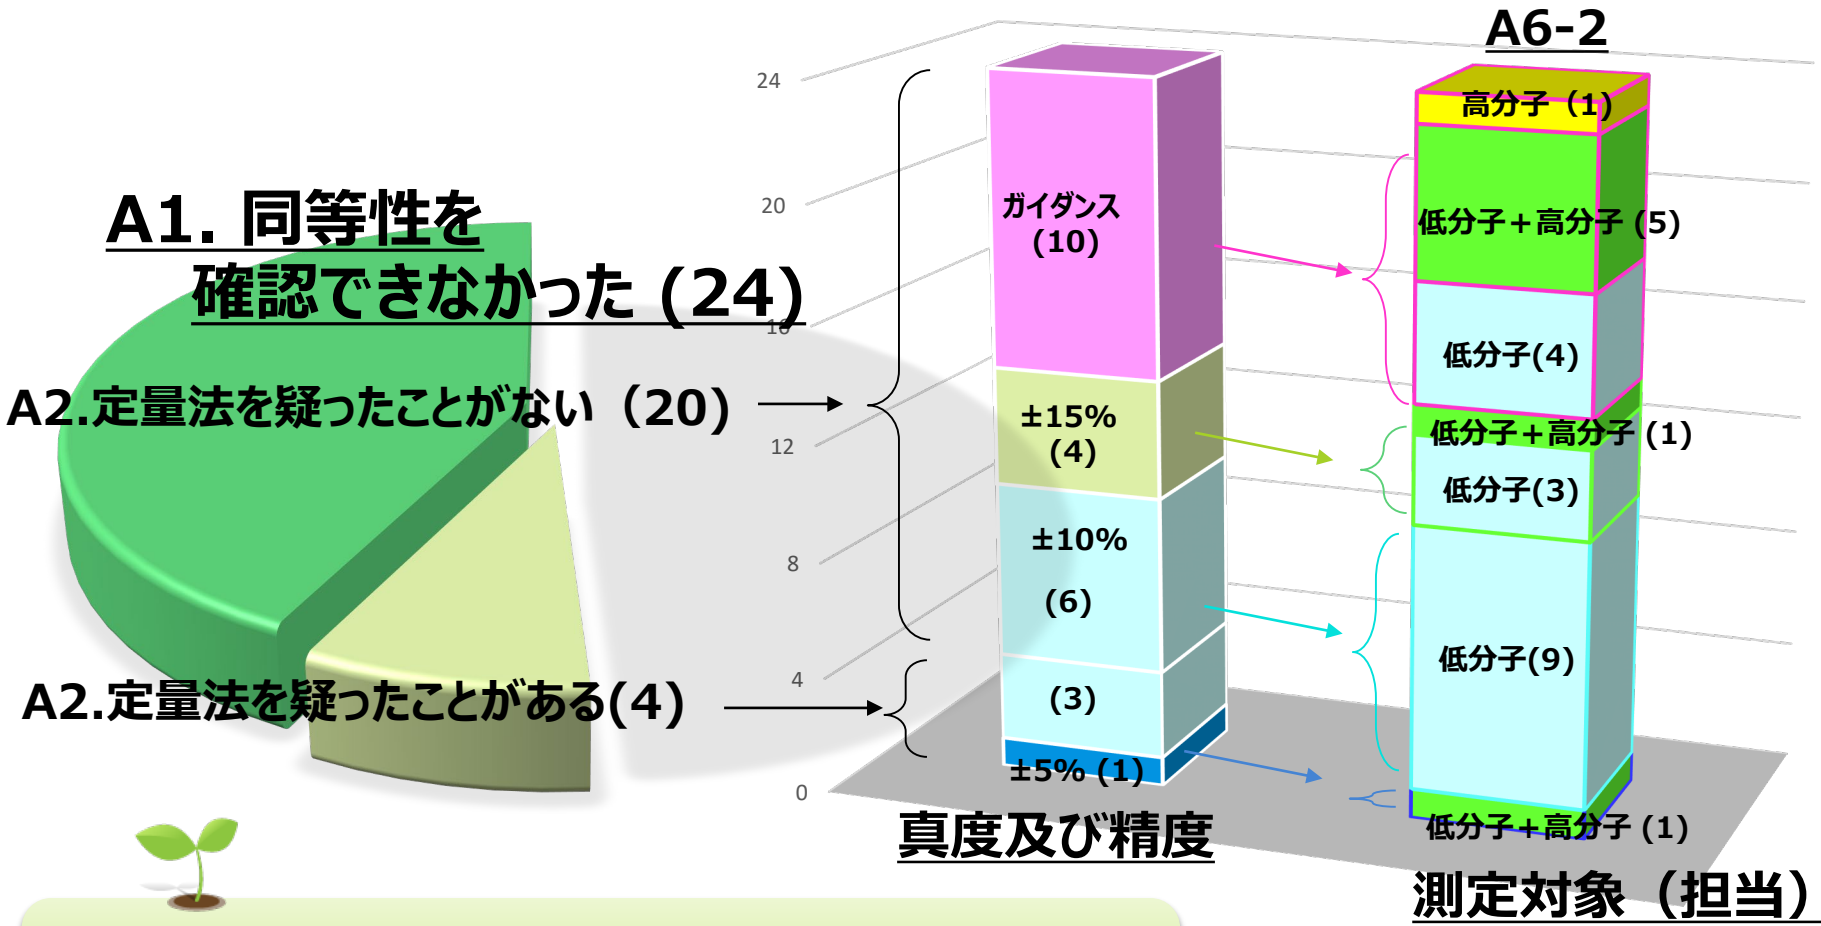 A1. 同等性を
確認できなかった (24)
A2.定量法を疑ったことがない（20）
A2.定量法を疑ったことがある(4)
24
20
16
12
8
4
0
ガイダンス
(10)
±15%
(4)
±10%
(6)
(3)
±5% (1)
真度及び精度
A6-2
高分子（1)
低分子＋高分子 (5)
低分子(4)
低分子＋高分子 (1)
低分子(3)
低分子(9)
低分子＋高分子 (1)
測定対象（担当）